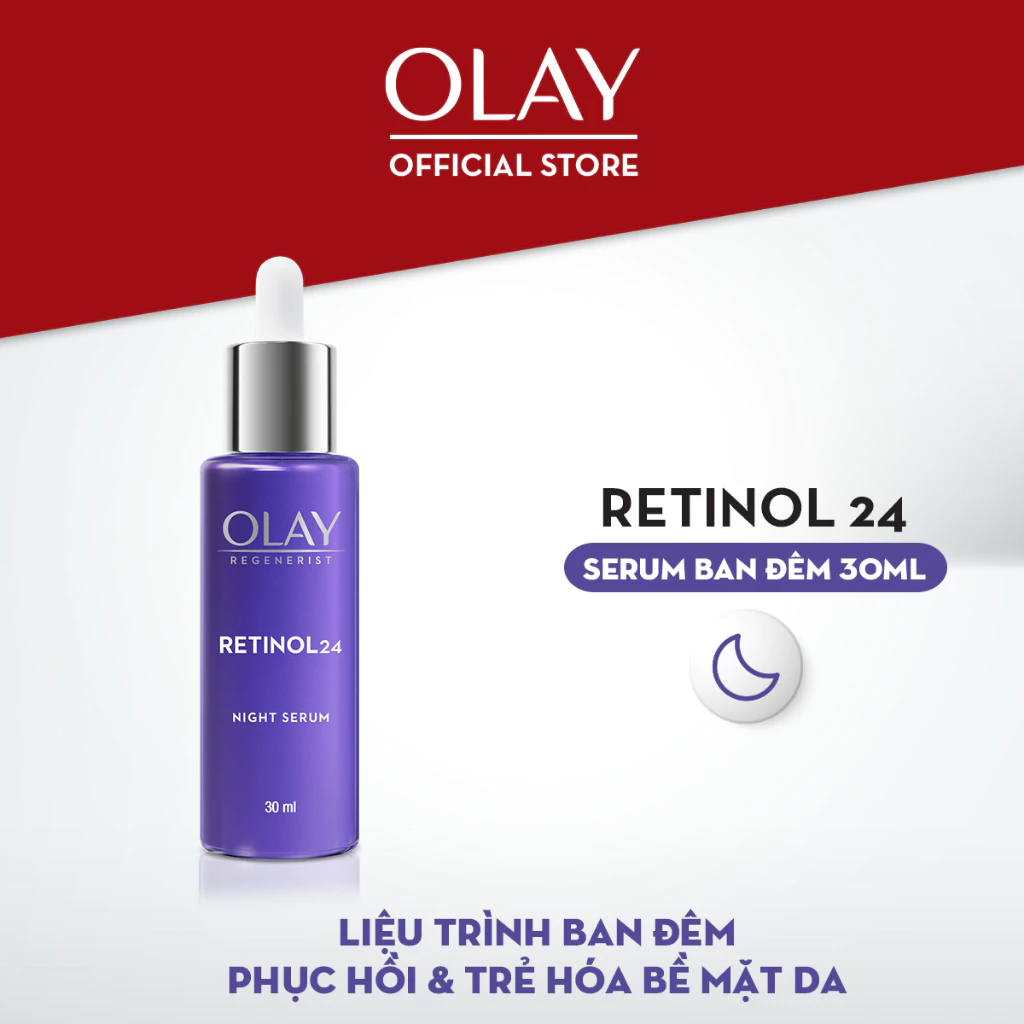 OLAY
OFFICIAL STORE
OLAY
REGENERIST
RETINOL24
NIGHT SERUM
30 ml
RETINOL 24
SERUM BAN ĐÊM 30ML
LIỆU TRÌNH BAN ĐÊM
PHỤC HỒI & TRẺ HÓA BỀ MẶT DA